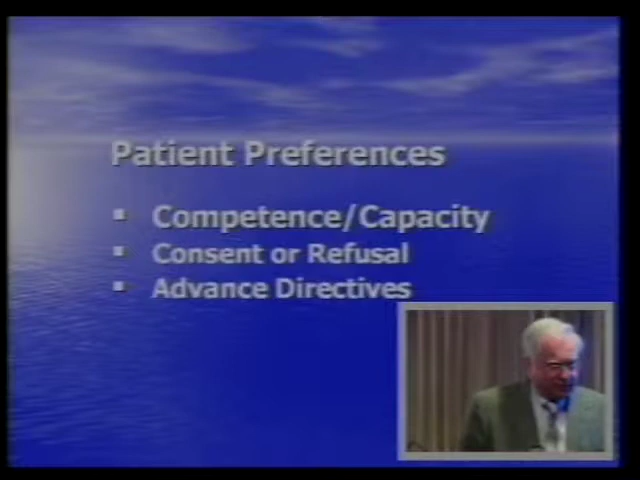 Patient Preferences
Competence/Capacity
Consent or Refusal
Advance Directives